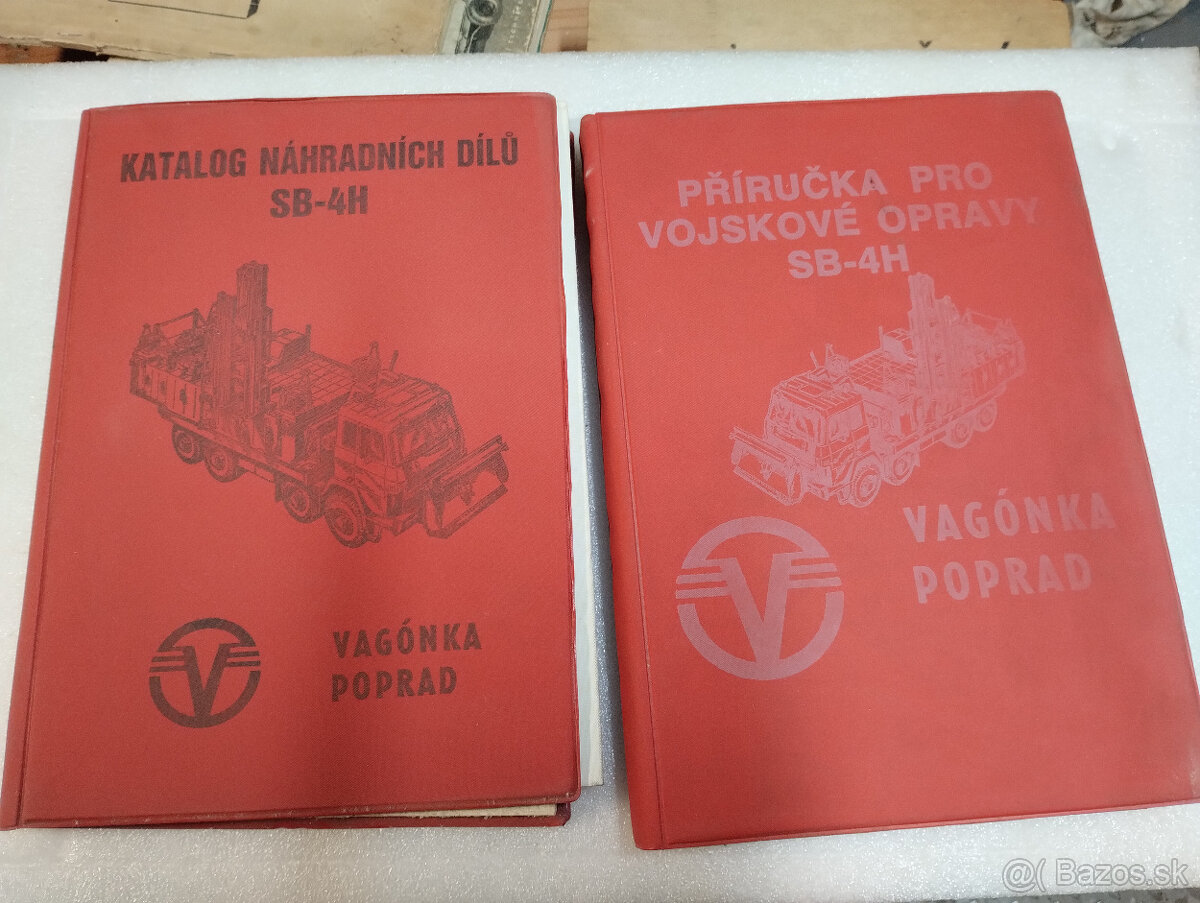 KATALOG NÁHRADNÍCH DÍLŮ
SB-4H
V
VAGÓNKA
POPRAD
PŘÍRUČKA PRO
VOJSKOVÉ OPRAVY
SB-4H
VAGÓNKA
POPRAD
V
@( Bazos.sk